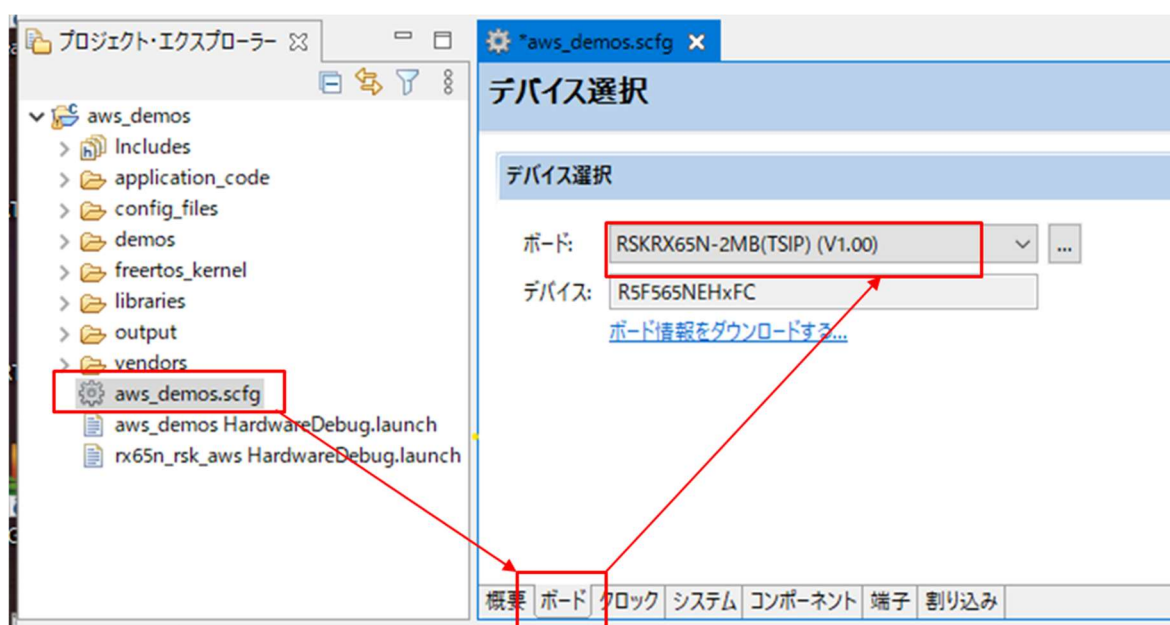 プロジェクト・エクスプローラー
aws_demos
Includes
application_code
config_files
demos
freertos_kernel
libraries
output
vendors
aws_demos.scfg
aws_demos HardwareDebug.launch
rx65n_rsk_aws HardwareDebug.launch
*aws_demos.scfg
デバイス選択
デバイス選択
ボード: RSKRX65N-2MB(TSIP) (V1.00) ...
デバイス: R5F565NEHxFC
ボード情報をダウンロードする...
概要 ボード クロック システム コンポーネント 端子 割り込み